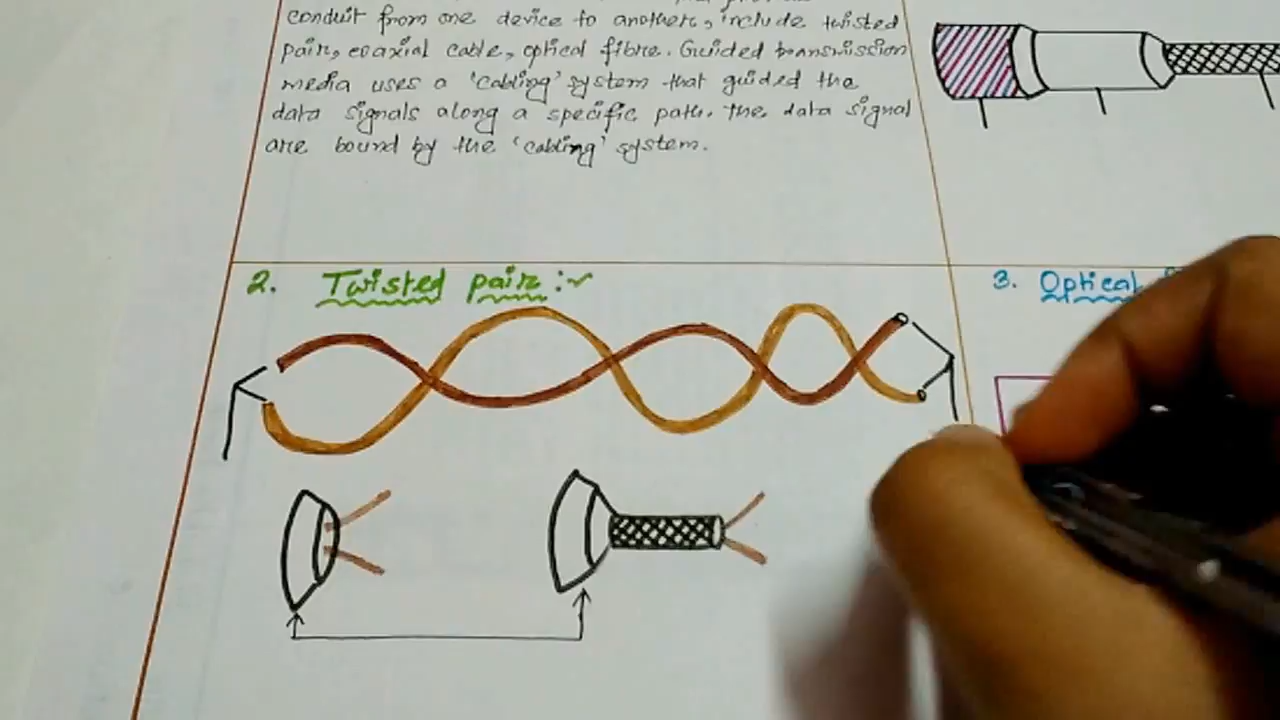 conduit from one device to another, include twisted
pair, coaxial cable, optical fibre. Guided transmission
media uses a 'cabling' system that guided the
data signals along a specific path. The data signal
are bound by the 'cabling' system.
2. Twisted pair :~
3. Optical